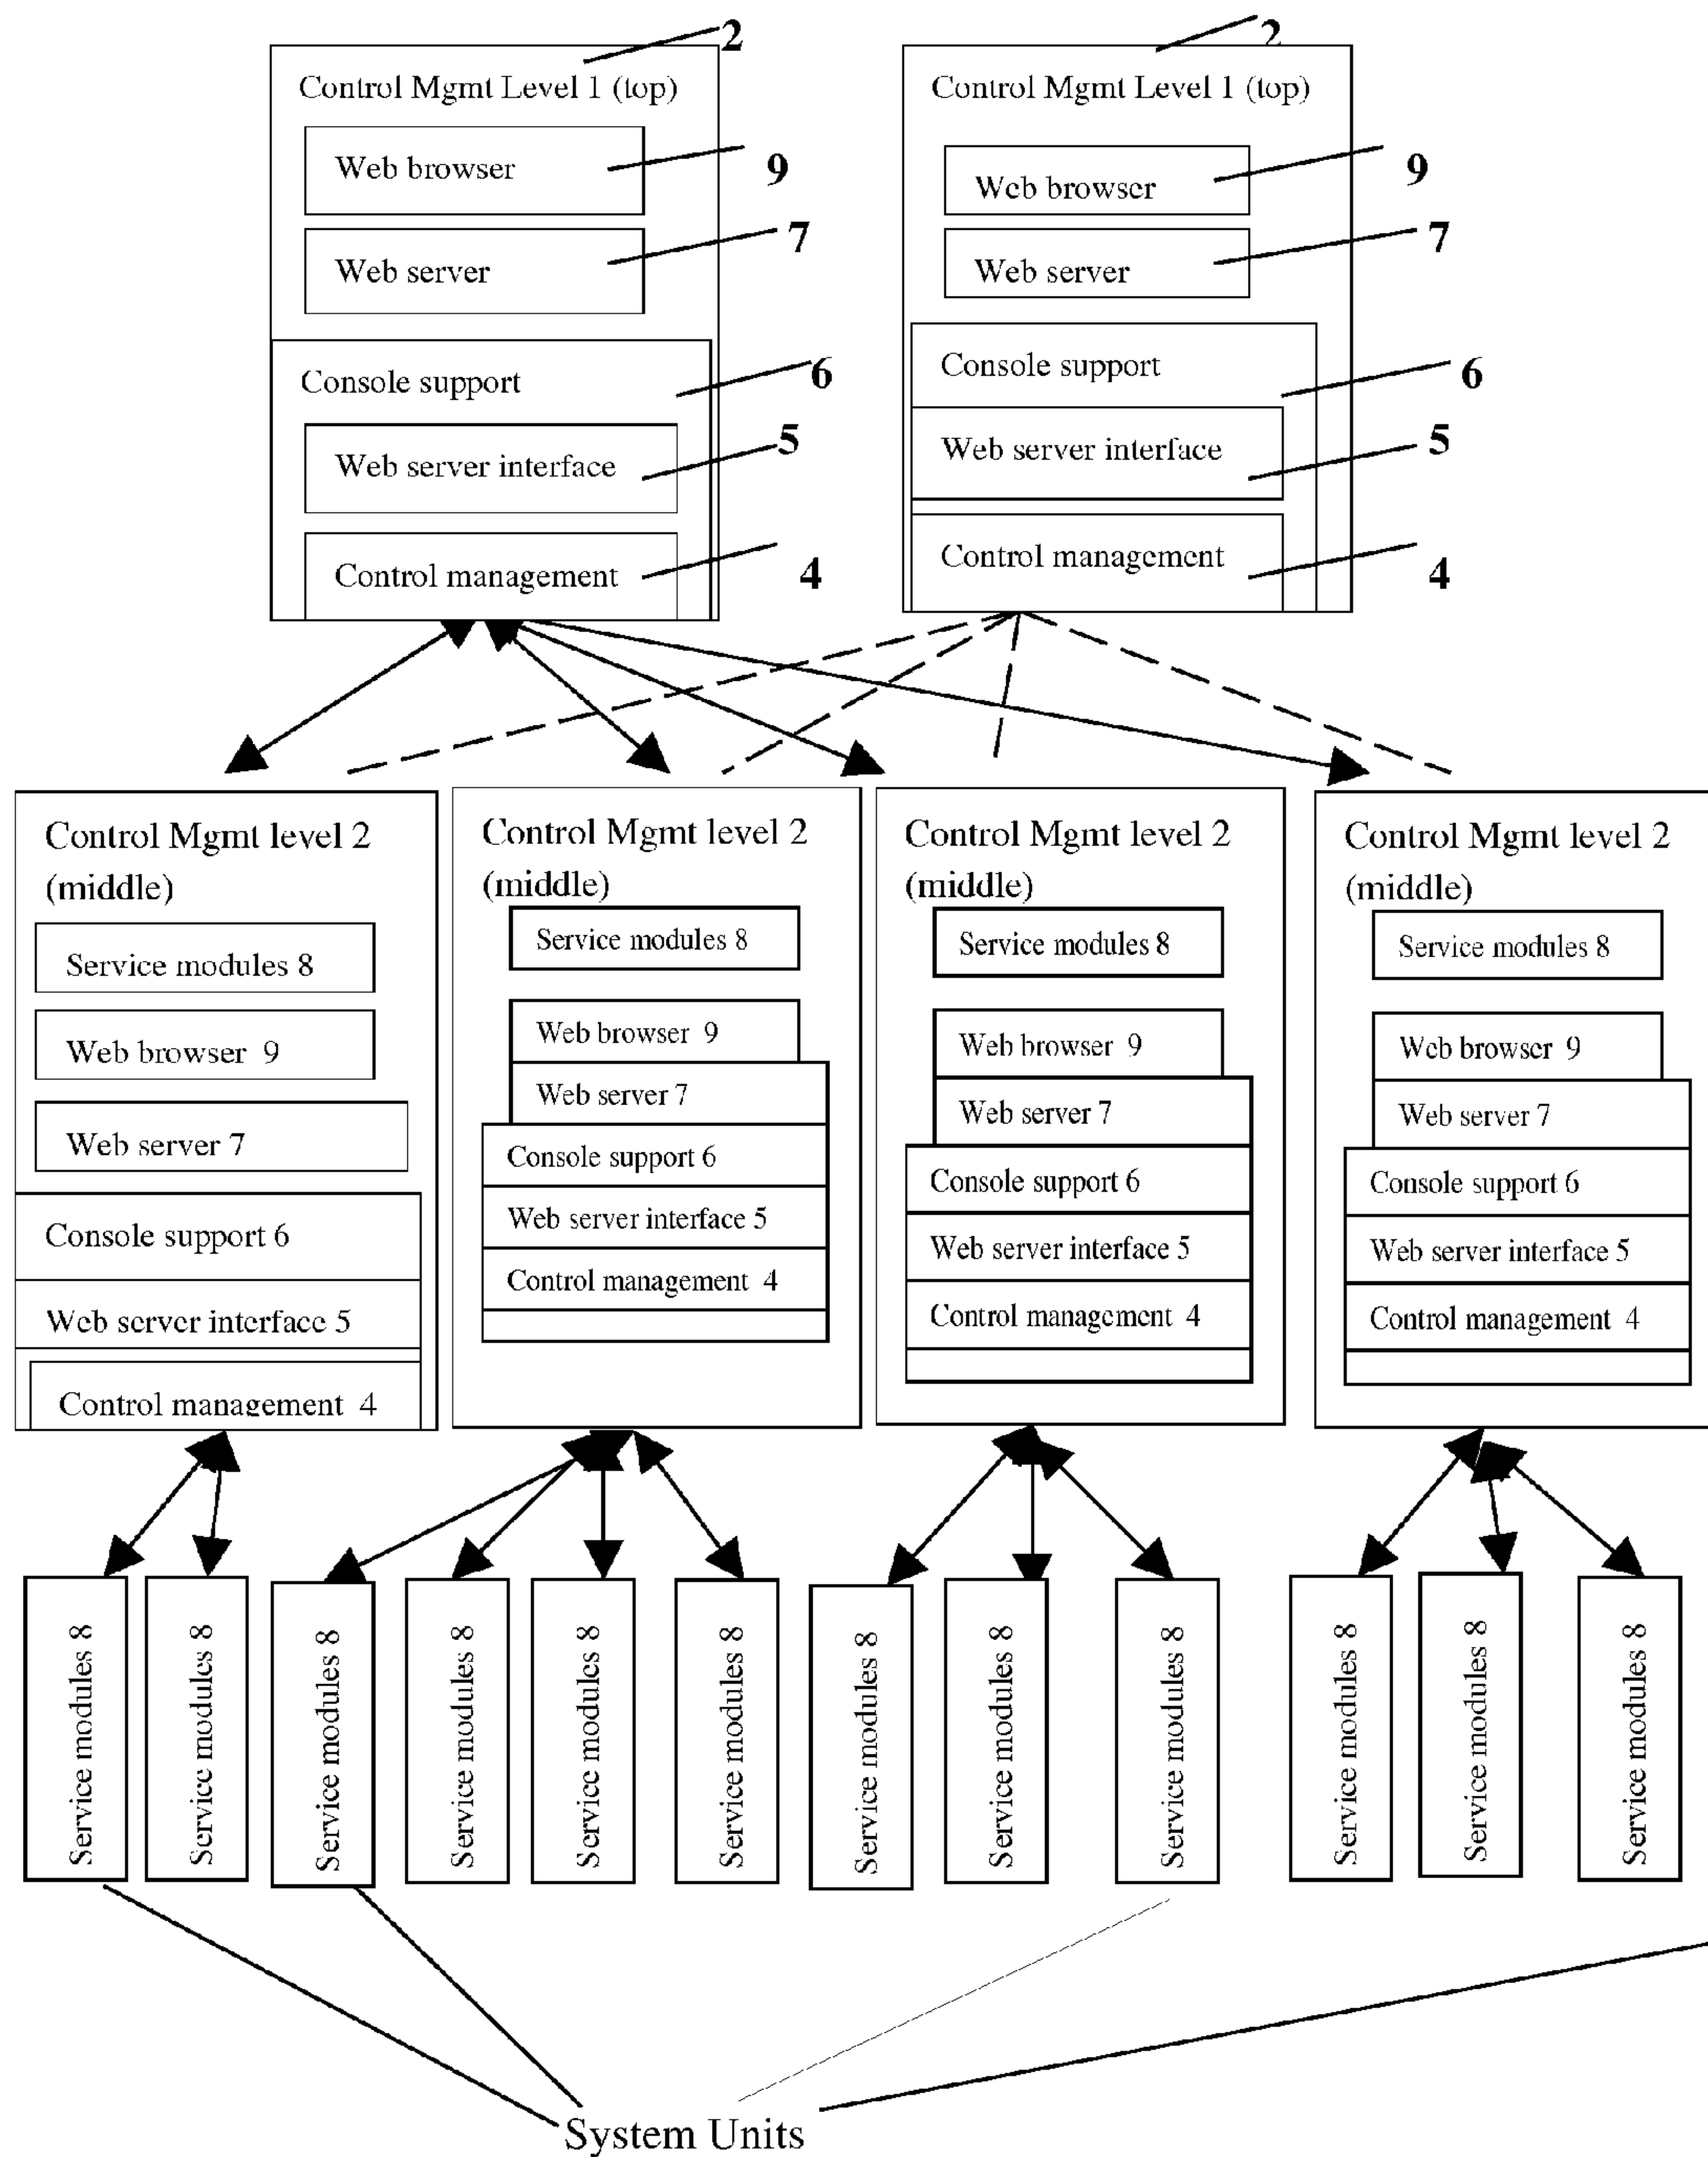 2
Control Mgmt Level 1 (top)
Web browser
9
Web server
7
Console support
6
Web server interface
5
Control management
4
2
Control Mgmt Level 1 (top)
Web browser
9
Web server
7
Console support
6
Web server interface
5
Control management
4
Control Mgmt level 2
(middle)
Service modules 8
Web browser 9
Web server 7
Console support 6
Web server interface 5
Control management 4
Control Mgmt level 2
(middle)
Service modules 8
Web browser 9
Web server 7
Console support 6
Web server interface 5
Control management 4
Control Mgmt level 2
(middle)
Service modules 8
Web browser 9
Web server 7
Console support 6
Web server interface 5
Control management 4
Control Mgmt level 2
(middle)
Service modules 8
Web browser 9
Web server 7
Console support 6
Web server interface 5
Control management 4
Service modules 8
Service modules 8
Service modules 8
Service modules 8
Service modules 8
Service modules 8
Service modules 8
Service modules 8
Service modules 8
Service modules 8
Service modules 8
Service modules 8
System Units